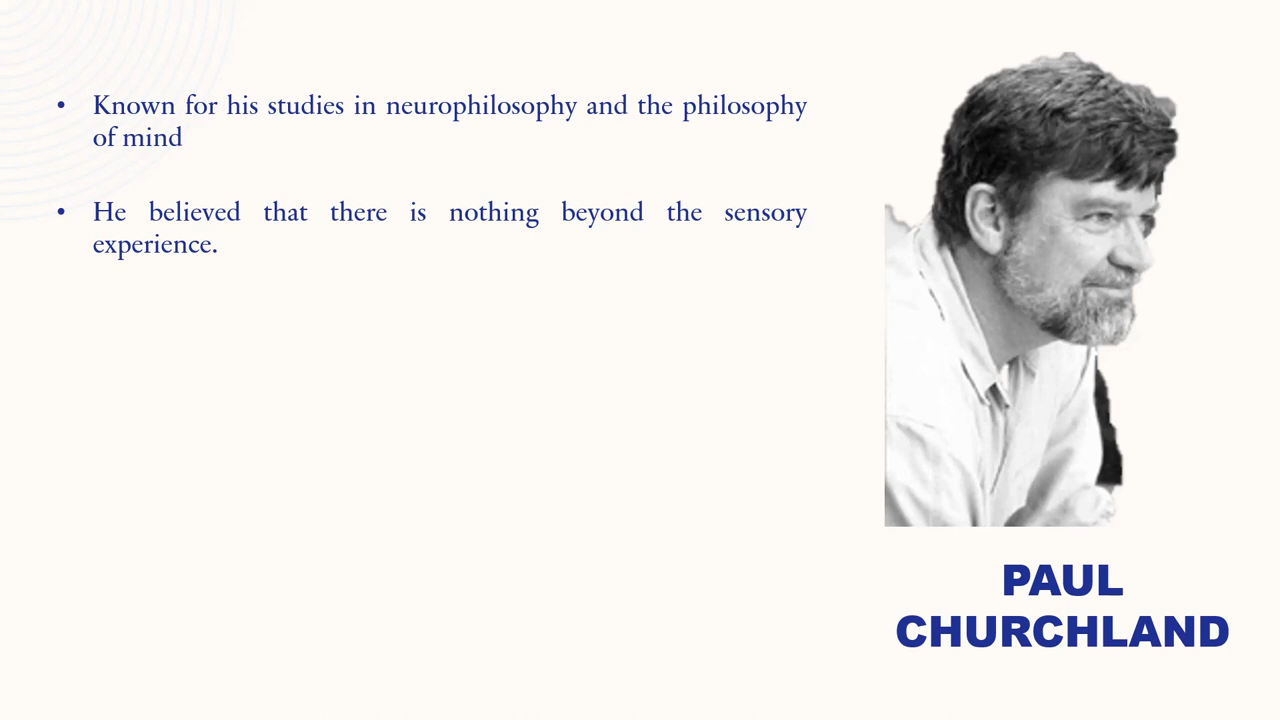 • Known for his studies in neurophilosophy and the philosophy
of mind
• He believed that there is nothing beyond the sensory
experience.
PAUL
CHURCHLAND